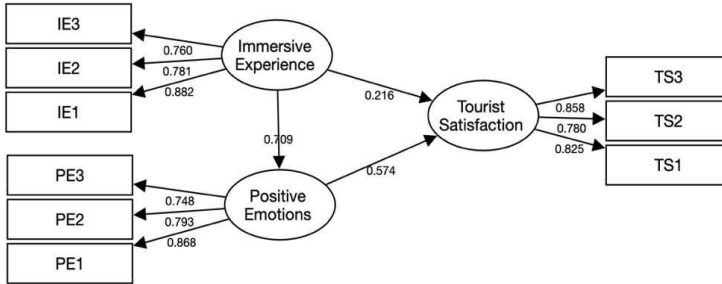 IE3
IE2
IE1
0.760
0.781
0.882
Immersive
Experience
0.216
0.709
Tourist
Satisfaction
0.858
0.780
0.825
TS3
TS2
TS1
PE3
PE2
PE1
0.748
0.793
0.868
Positive
Emotions
0.574